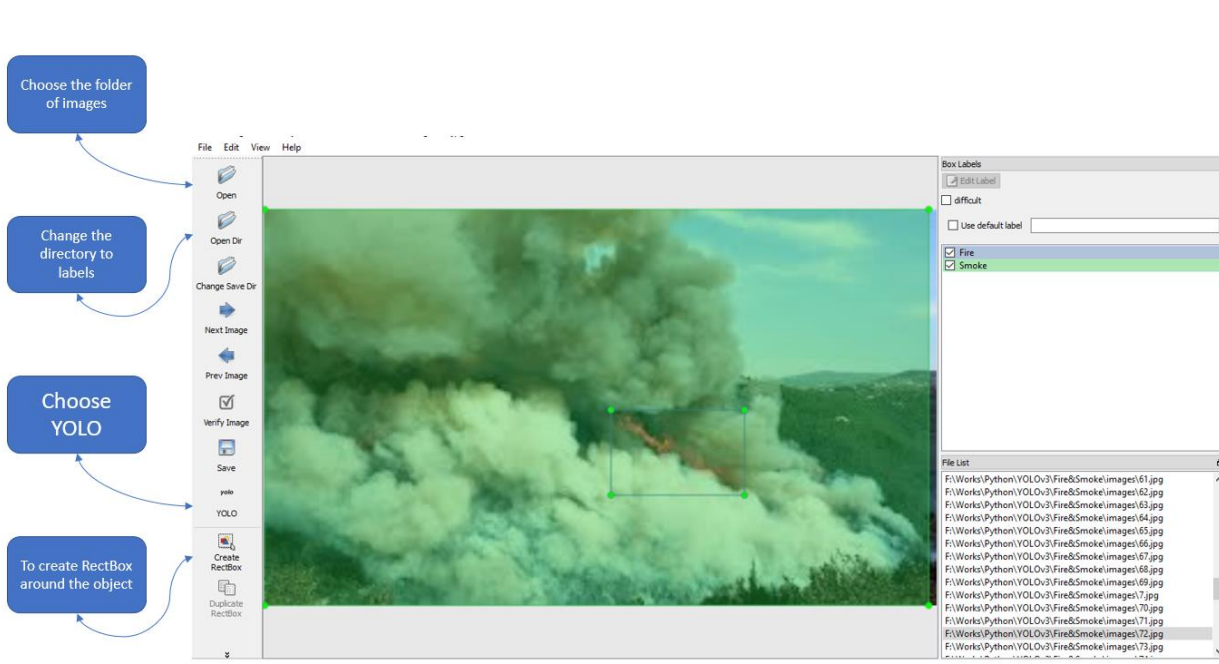 Choose the folder
of images
Change the
directory to
labels
Choose
YOLO
To create RectBox
around the object
File Edit View Help
Open
Open Dir
Change Save Dir
Next Image
Prev Image
Verify Image
Save
yolo
YOLO
Create
RectBox
Duplicate
RectBox
Box Labels
Edit Label
difficult
Use default label
Fire
Smoke
File List
F:\Works\Python\YOLOv3\Fire&Smoke\images\61.jpg
F:\Works\Python\YOLOv3\Fire&Smoke\images\62.jpg
F:\Works\Python\YOLOv3\Fire&Smoke\images\63.jpg
F:\Works\Python\YOLOv3\Fire&Smoke\images\64.jpg
F:\Works\Python\YOLOv3\Fire&Smoke\images\65.jpg
F:\Works\Python\YOLOv3\Fire&Smoke\images\66.jpg
F:\Works\Python\YOLOv3\Fire&Smoke\images\67.jpg
F:\Works\Python\YOLOv3\Fire&Smoke\images\68.jpg
F:\Works\Python\YOLOv3\Fire&Smoke\images\69.jpg
F:\Works\Python\YOLOv3\Fire&Smoke\images\7.jpg
F:\Works\Python\YOLOv3\Fire&Smoke\images\70.jpg
F:\Works\Python\YOLOv3\Fire&Smoke\images\71.jpg
F:\Works\Python\YOLOv3\Fire&Smoke\images\72.jpg
F:\Works\Python\YOLOv3\Fire&Smoke\images\73.jpg